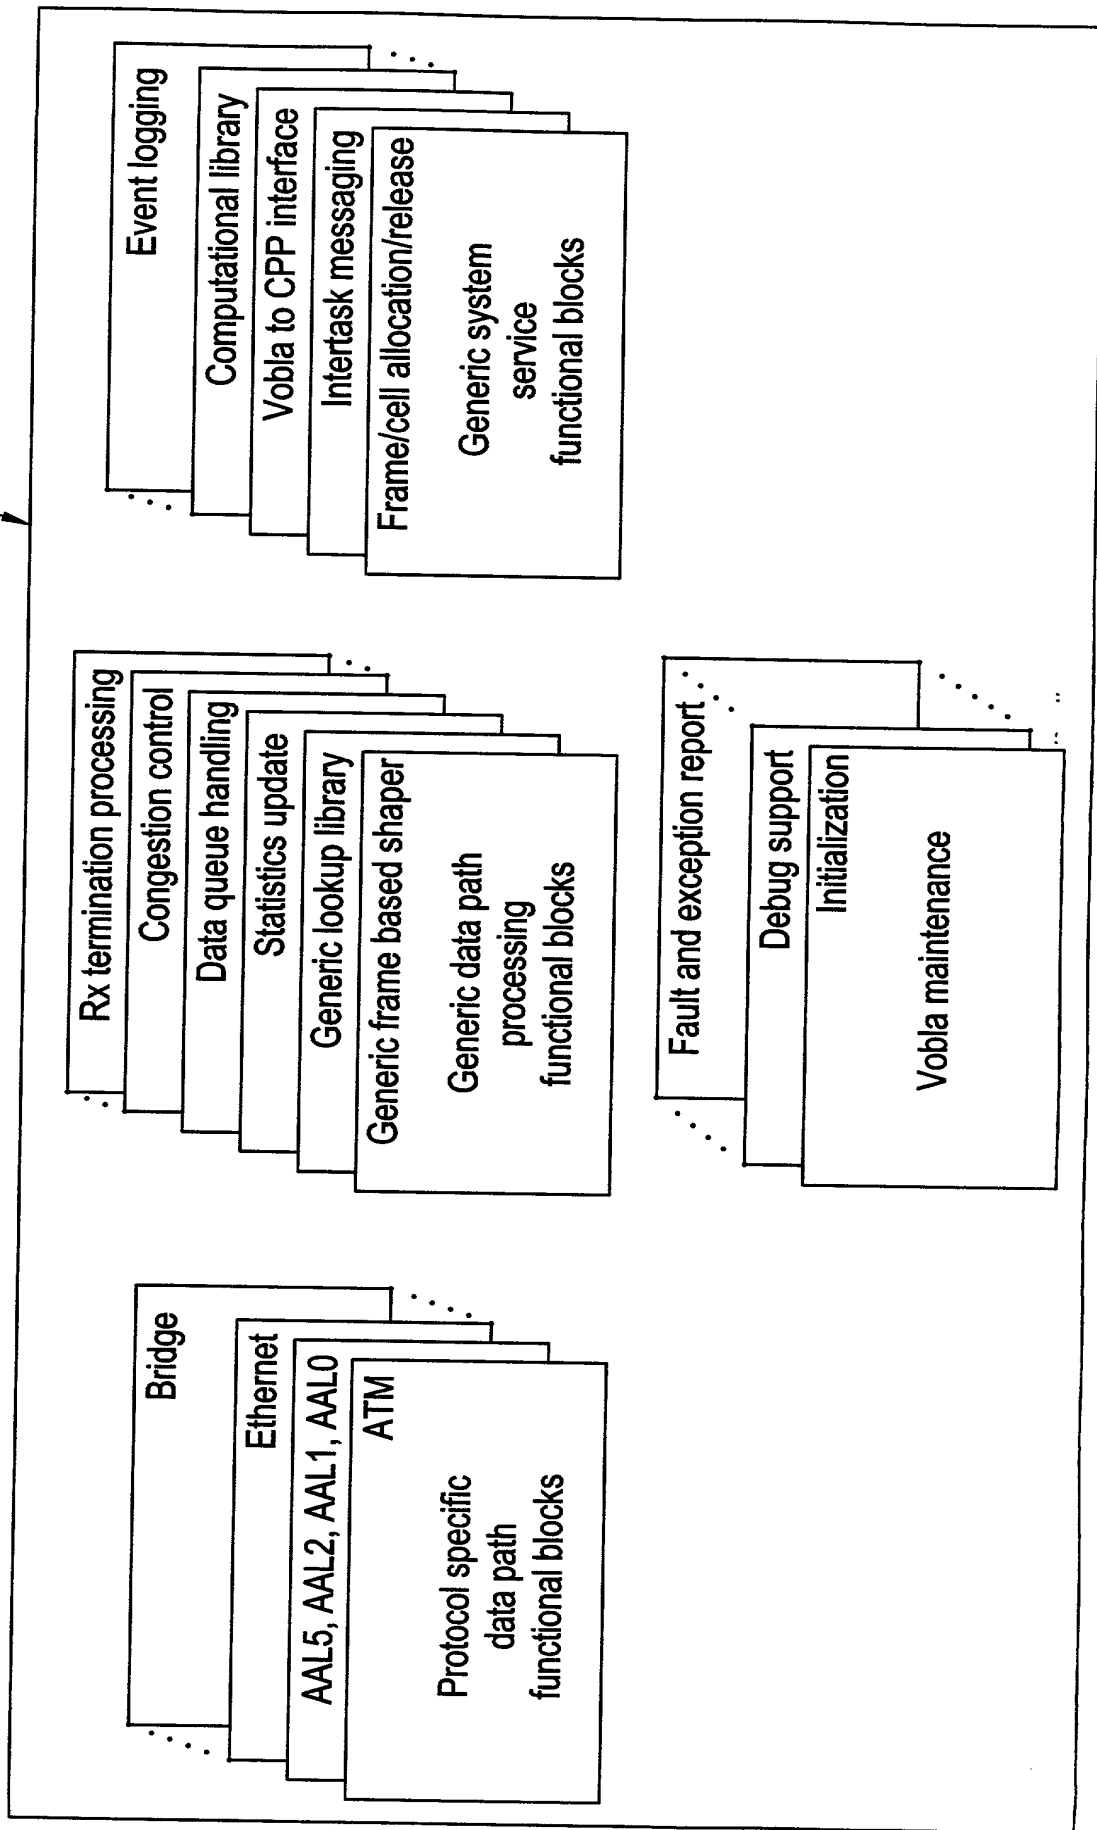 Bridge
Ethernet
AAL5, AAL2, AAL1, AAL0
ATM
Protocol specific
data path
functional blocks
Rx termination processing
Congestion control
Data queue handling
Statistics update
Generic lookup library
Generic frame based shaper
Generic data path
processing
functional blocks
Event logging
Computational library
Vobla to CPP interface
Intertask messaging
Frame/cell allocation/release
Generic system
service
functional blocks
Fault and exception report
Debug support
Initialization
Vobla maintenance